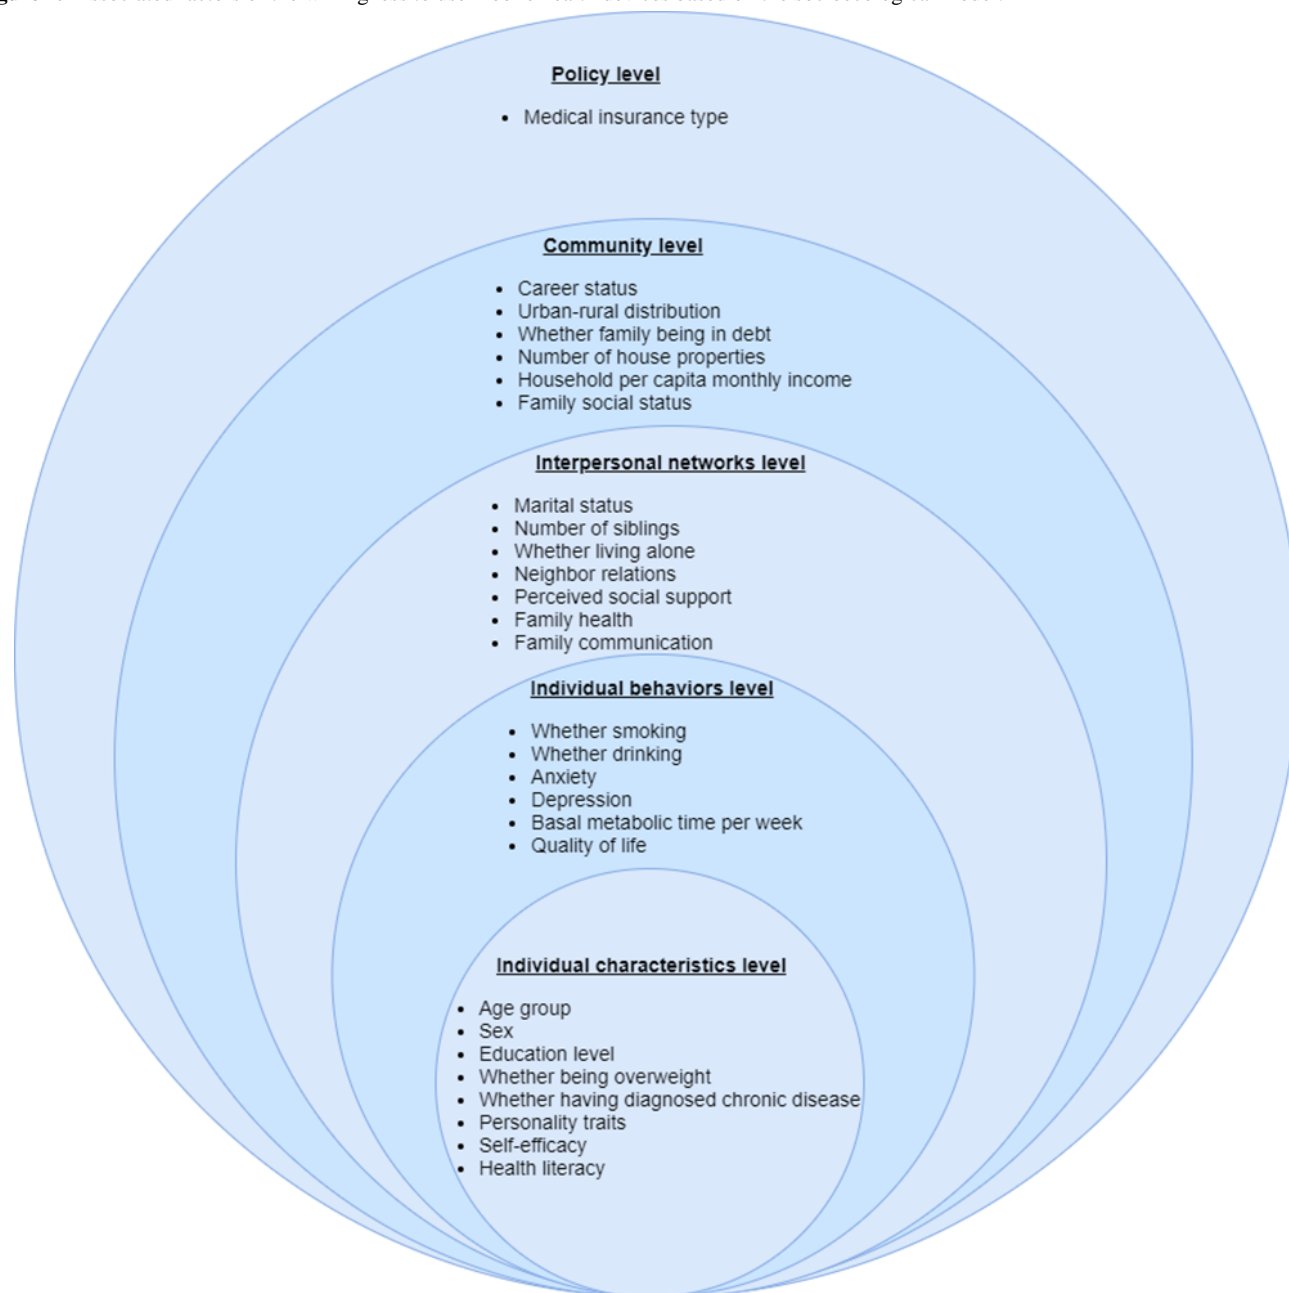 Policy level
• Medical insurance type
Community level
• Career status
• Urban-rural distribution
• Whether family being in debt
• Number of house properties
• Household per capita monthly income
• Family social status
Interpersonal networks level
• Marital status
• Number of siblings
• Whether living alone
• Neighbor relations
• Perceived social support
• Family health
• Family communication
Individual behaviors level
• Whether smoking
• Whether drinking
• Anxiety
• Depression
• Basal metabolic time per week
• Quality of life
Individual characteristics level
• Age group
• Sex
• Education level
• Whether being overweight
• Whether having diagnosed chronic disease
• Personality traits
• Self-efficacy
• Health literacy